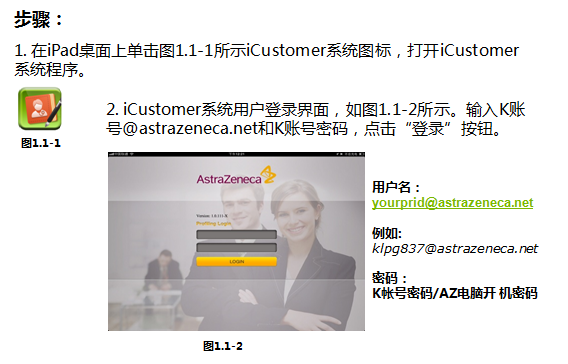 步骤：
1. 在iPad桌面上单击图1.1-1所示iCustomer系统图标，打开iCustomer
系统程序。
图1.1-1
2. iCustomer系统用户登录界面，如图1.1-2所示。输入K账
号@astrazeneca.net和K账号密码，点击“登录”按钮。
AstraZeneca
Profiling Login
LOGIN
图1.1-2
用户名：
yourprid@astrazeneca.net
例如:
klpg837@astrazeneca.net
密码：
K帐号密码/AZ电脑开 机密码